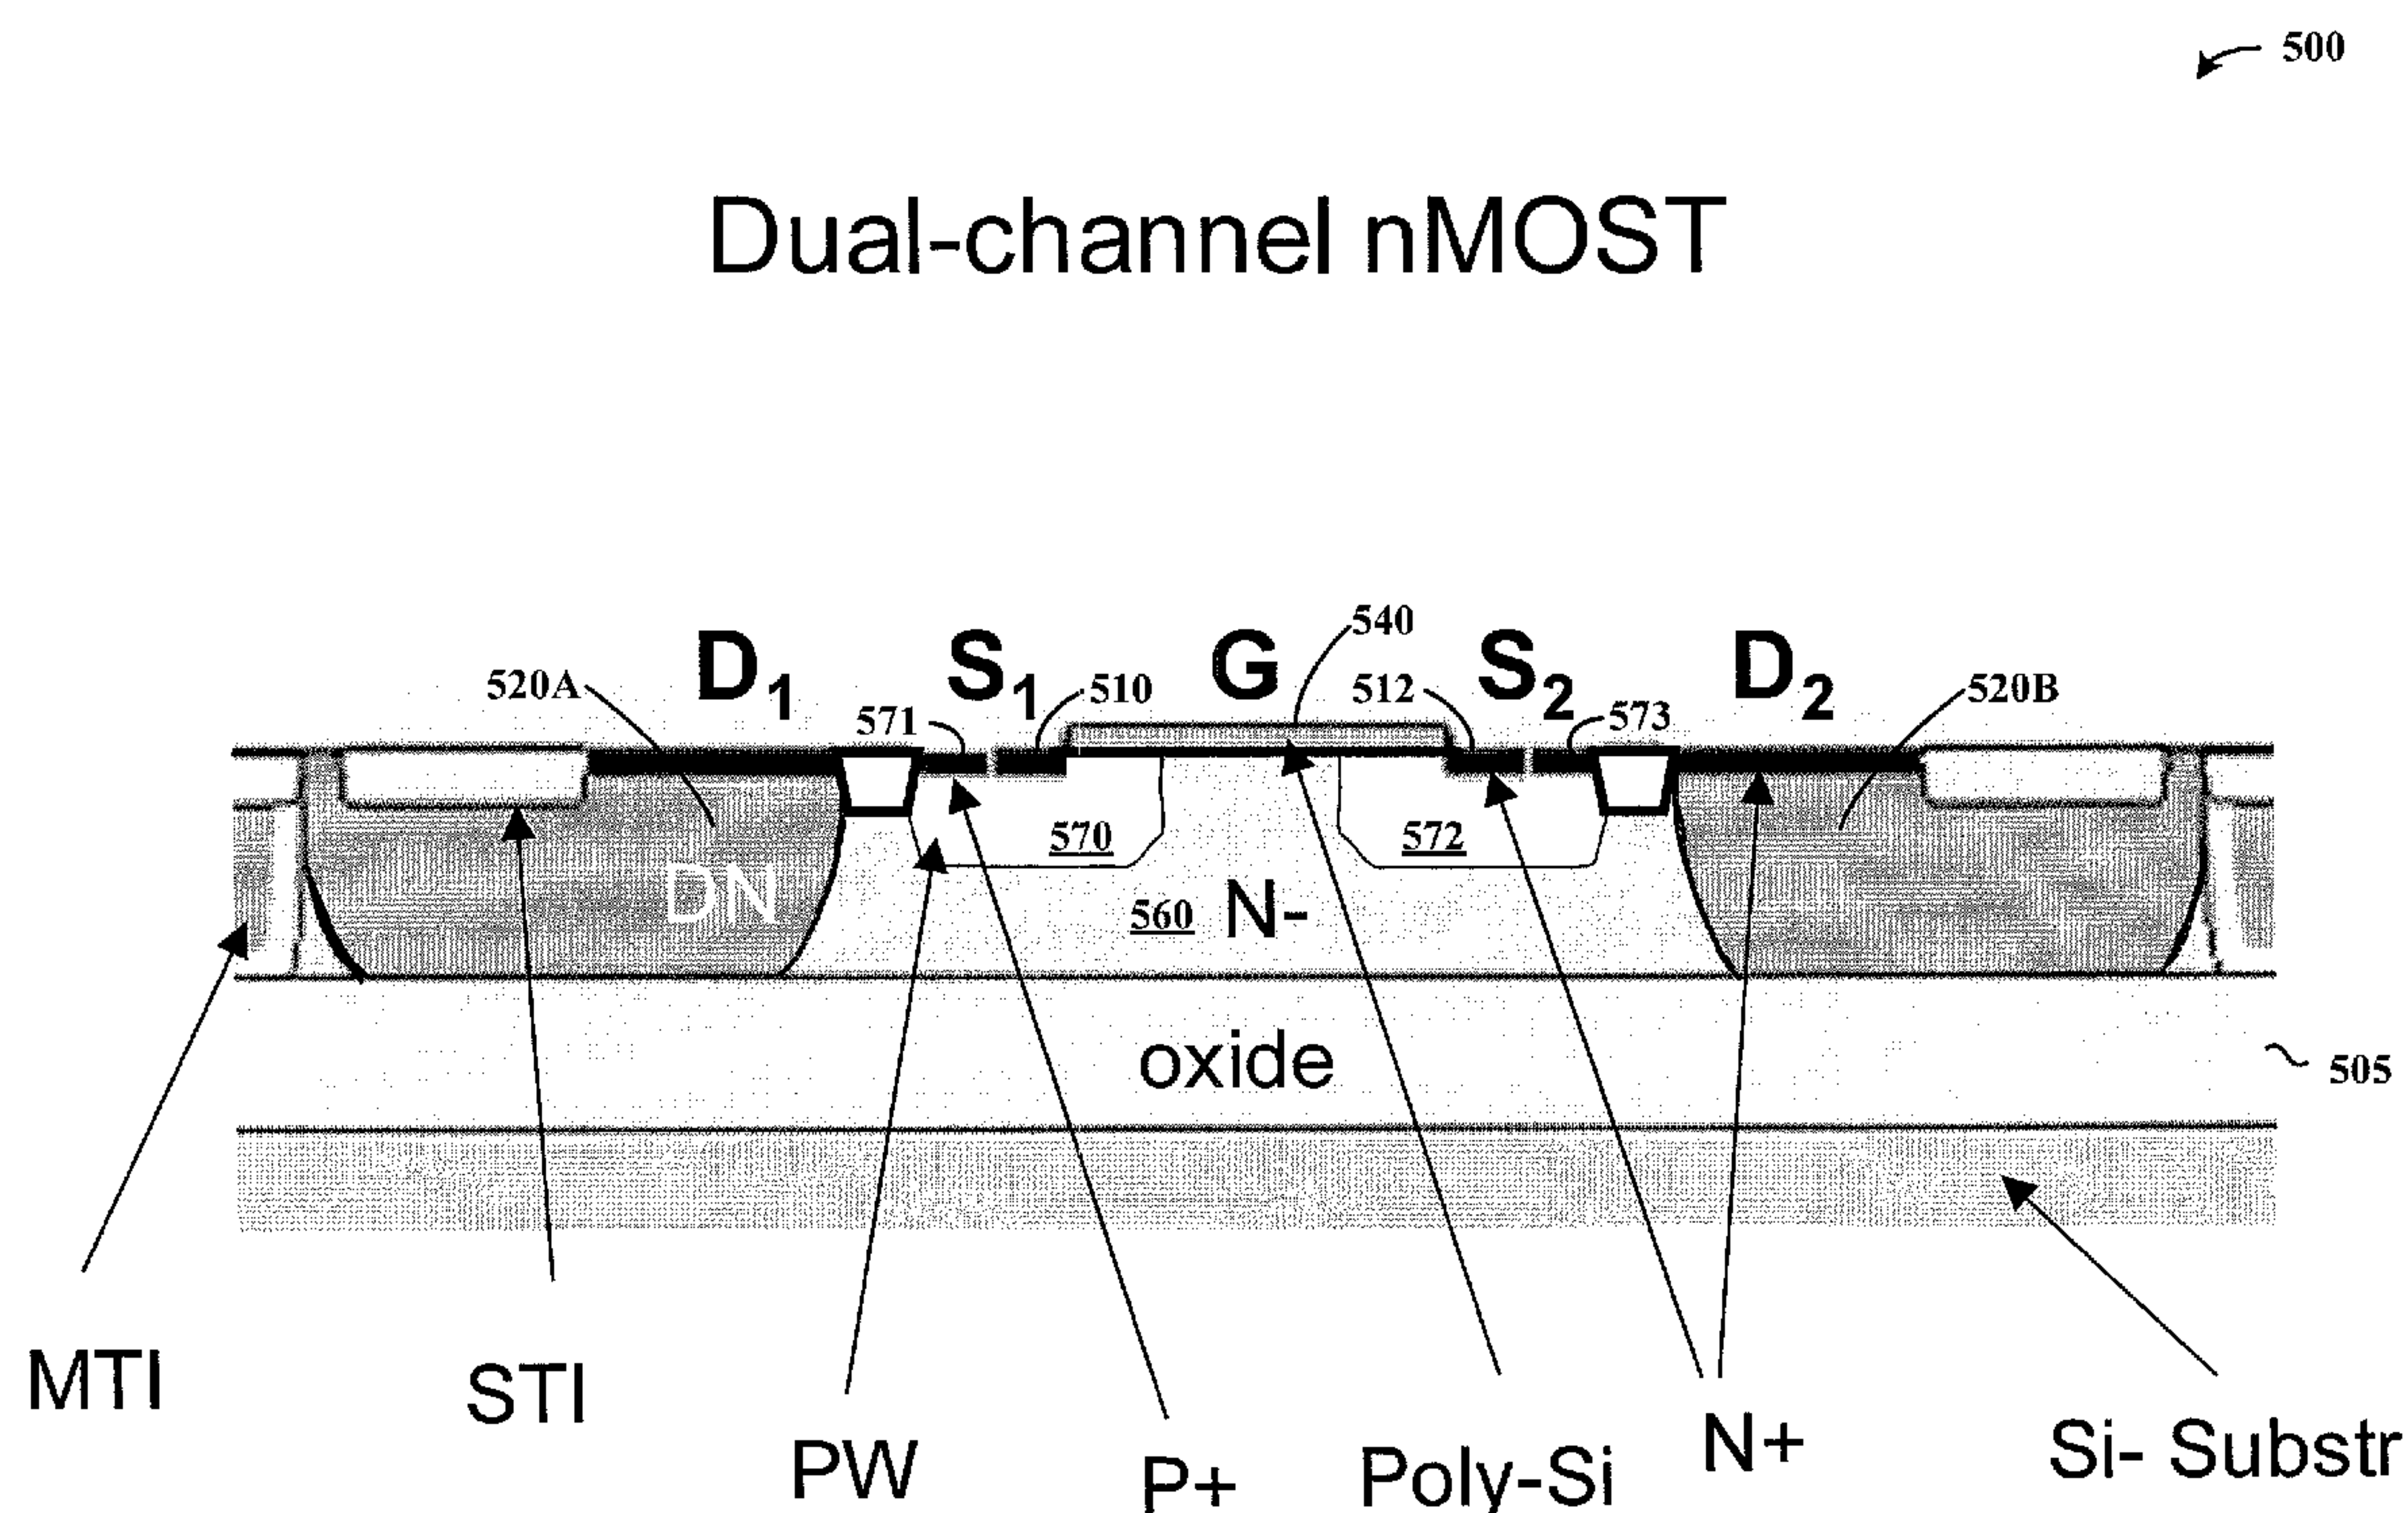 500
Dual-channel nMOST
D1 S1 G 540 S2 D2
520A 571 510 512 573 520B
570 572
DN 560 N-
oxide 505
MTI STI PW P+ Poly-Si N+ Si- Substr